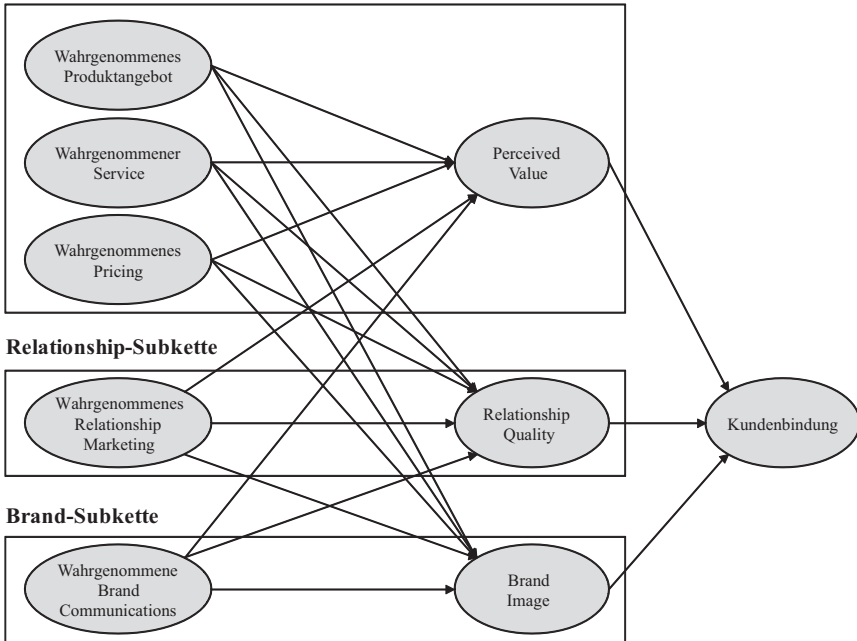 Wahrgenommenes
Produktangebot
Wahrgenommener
Service
Perceived
Value
Wahrgenommenes
Pricing
Relationship-Subkette
Wahrgenommenes
Relationship
Marketing
Relationship
Quality
Kundenbindung
Brand-Subkette
Wahrgenommene
Brand
Communications
Brand
Image